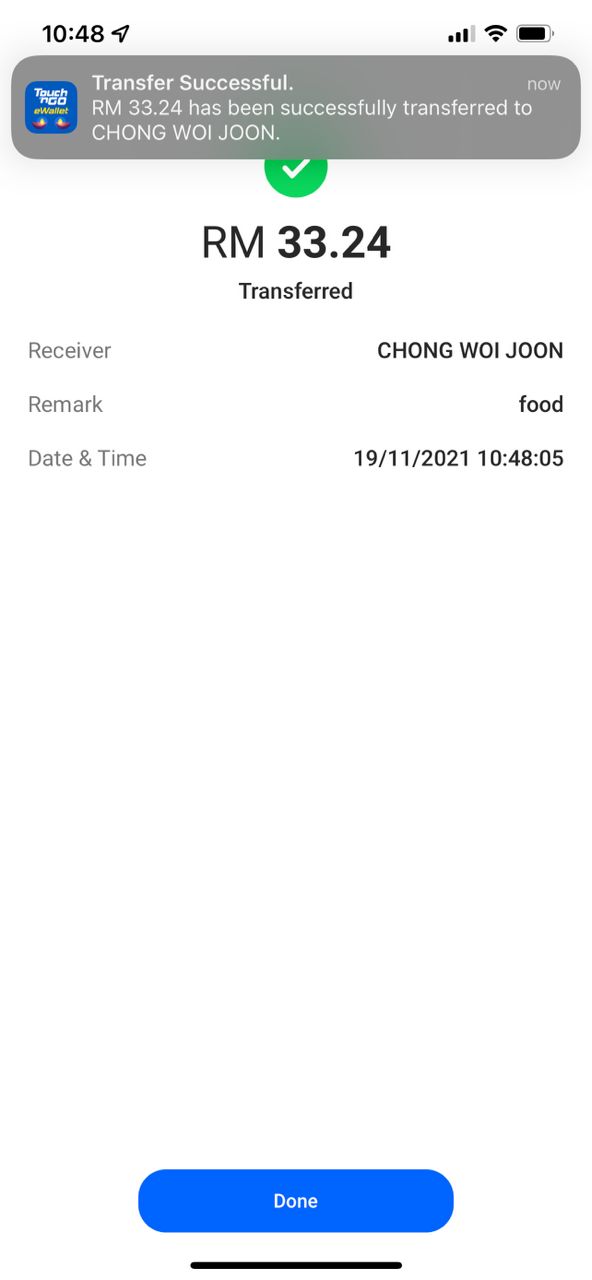 10:48
Touch
'nGO
eWallet
Transfer Successful.
now
RM 33.24 has been successfully transferred to
CHONG WOI JOON.
RM 33.24
Transferred
Receiver CHONG WOI JOON
Remark food
Date & Time 19/11/2021 10:48:05
Done